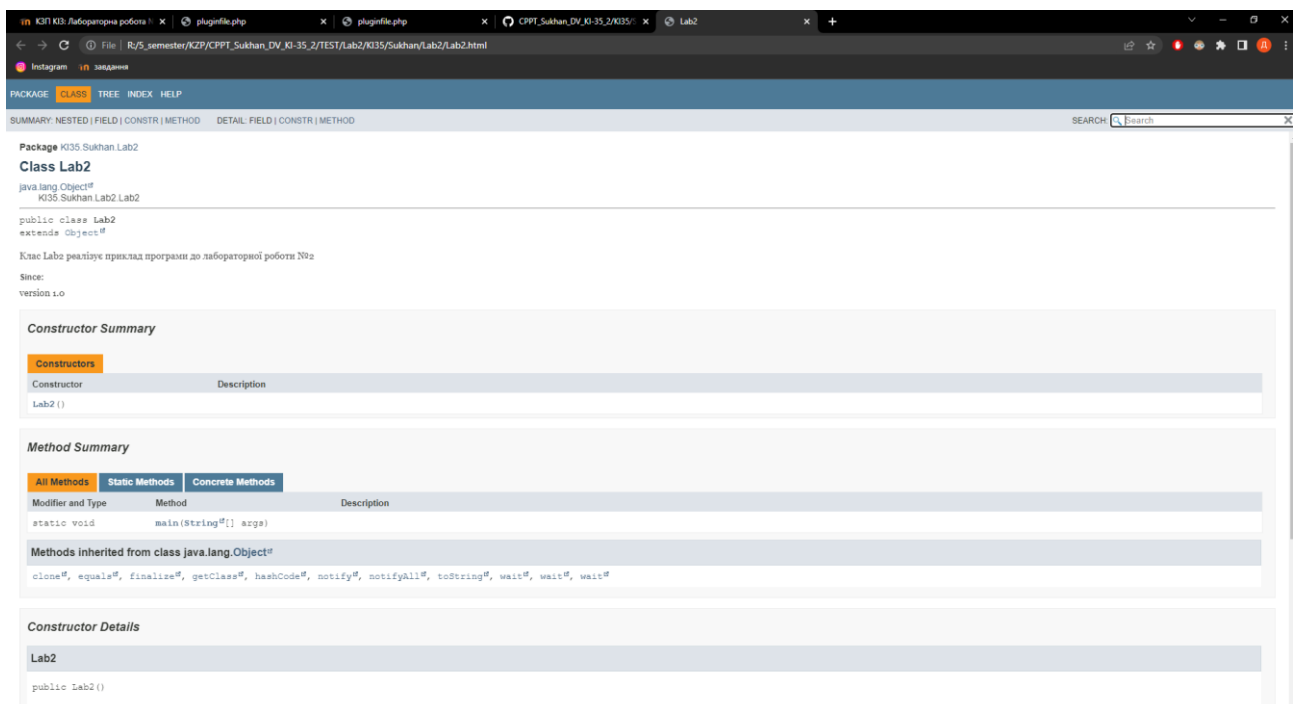 КЗП КІЗ: Лабораторна робота №
pluginfile.php
pluginfile.php
CPPT_Sukhan_DV_KI-35_2/KI35/S
Lab2
File | R:/5_semester/KZP/CPPT_Sukhan_DV_KI-35_2/TEST/Lab2/KI35/Sukhan/Lab2/Lab2.html
Instagram завдання
PACKAGE CLASS TREE INDEX HELP
SUMMARY: NESTED | FIELD | CONSTR | METHOD DETAIL: FIELD | CONSTR | METHOD SEARCH: Search
Package KI35.Sukhan.Lab2
Class Lab2
java.lang.Object
KI35.Sukhan.Lab2.Lab2
public class Lab2
extends Object
Клас Lab2 реалізує приклад програми до лабораторної роботи №2
Since:
version 1.0
Constructor Summary
Constructors
Constructor Description
Lab2()
Method Summary
All Methods Static Methods Concrete Methods
Modifier and Type Method Description
static void main(String[] args)
Methods inherited from class java.lang.Object
clone, equals, finalize, getClass, hashCode, notify, notifyAll, toString, wait, wait, wait
Constructor Details
Lab2
public Lab2()